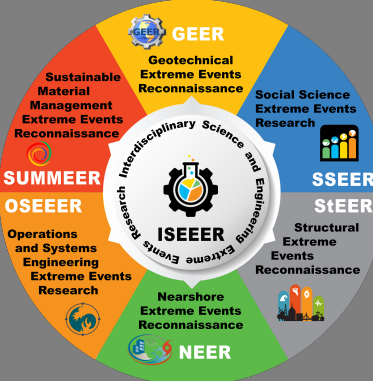 GEER
GEER
Geotechnical
Extreme Events
Reconnaissance
Social Science
Extreme Events
Research
SSEER
StEER
Structural
Extreme
Events
Reconnaissance
Nearshore
Extreme Events
Reconnaissance
NEER
Operations
and Systems
Engineering
Extreme Events
Research
OSEEER
SUMMEER
Sustainable
Material
Management
Extreme Events
Reconnaissance
Interdisciplinary Science and Engineering Extreme Events Research
ISEEER